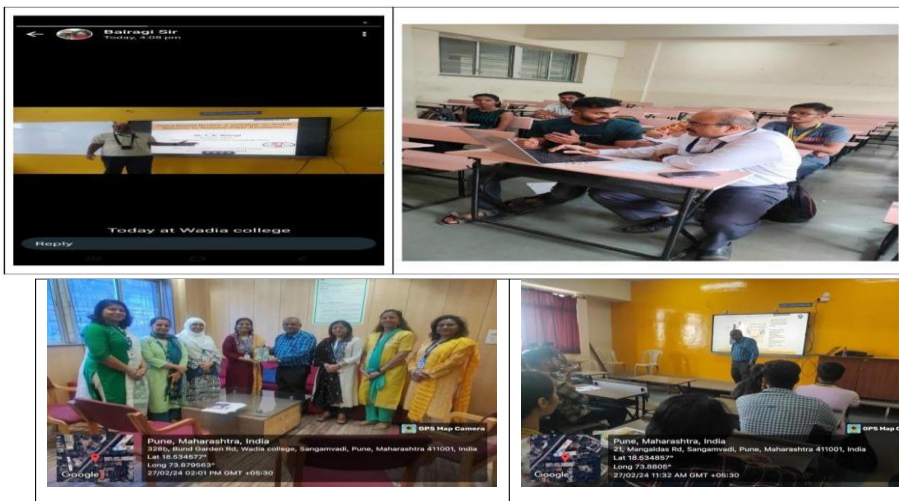 Bairagi Sir
Today, 4:08 pm
Today at Wadia college
Reply
GPS Map Camera
Pune, Maharashtra, India
328b, Bund Garden Rd, Wadia college, Sangamvadi, Pune, Maharashtra 411001, India
Lat 18.534577°
Long 73.879563°
27/02/24 02:01 PM GMT +05:30
Google
GPS Map C
Pune, Maharashtra, India
21, Mangaldas Rd, Sangamvadi, Pune, Maharashtra 411001, India
Lat 18.534857°
Long 73.8805°
27/02/24 11:32 AM GMT +05:30
Google